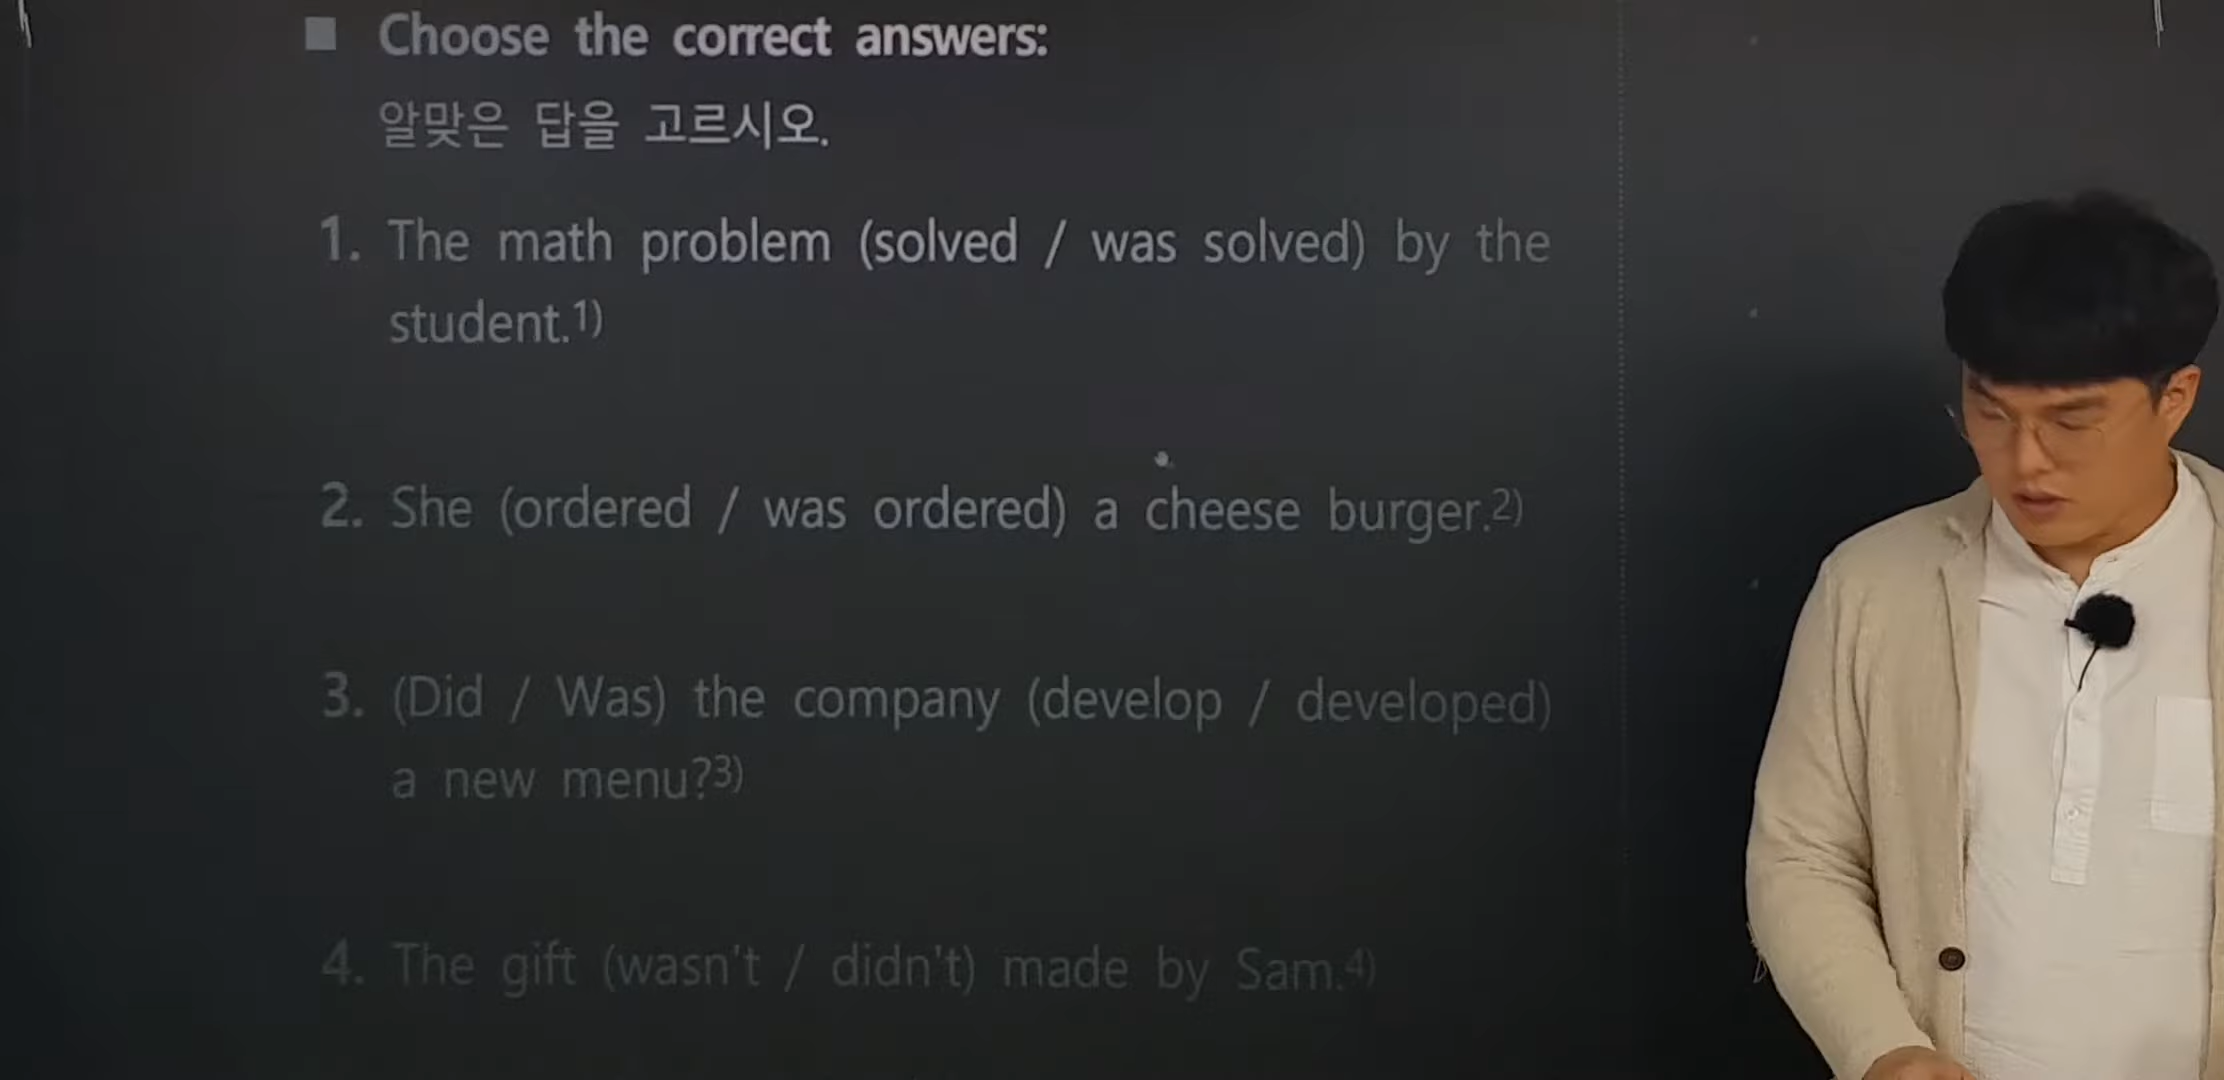 ■ Choose the correct answers:
알맞은 답을 고르시오.
1. The math problem (solved / was solved) by the
student.1)
2. She (ordered / was ordered) a cheese burger.2)
3. (Did / Was) the company (develop / developed)
a new menu?3)
4. The gift (wasn't / didn't) made by Sam.4)